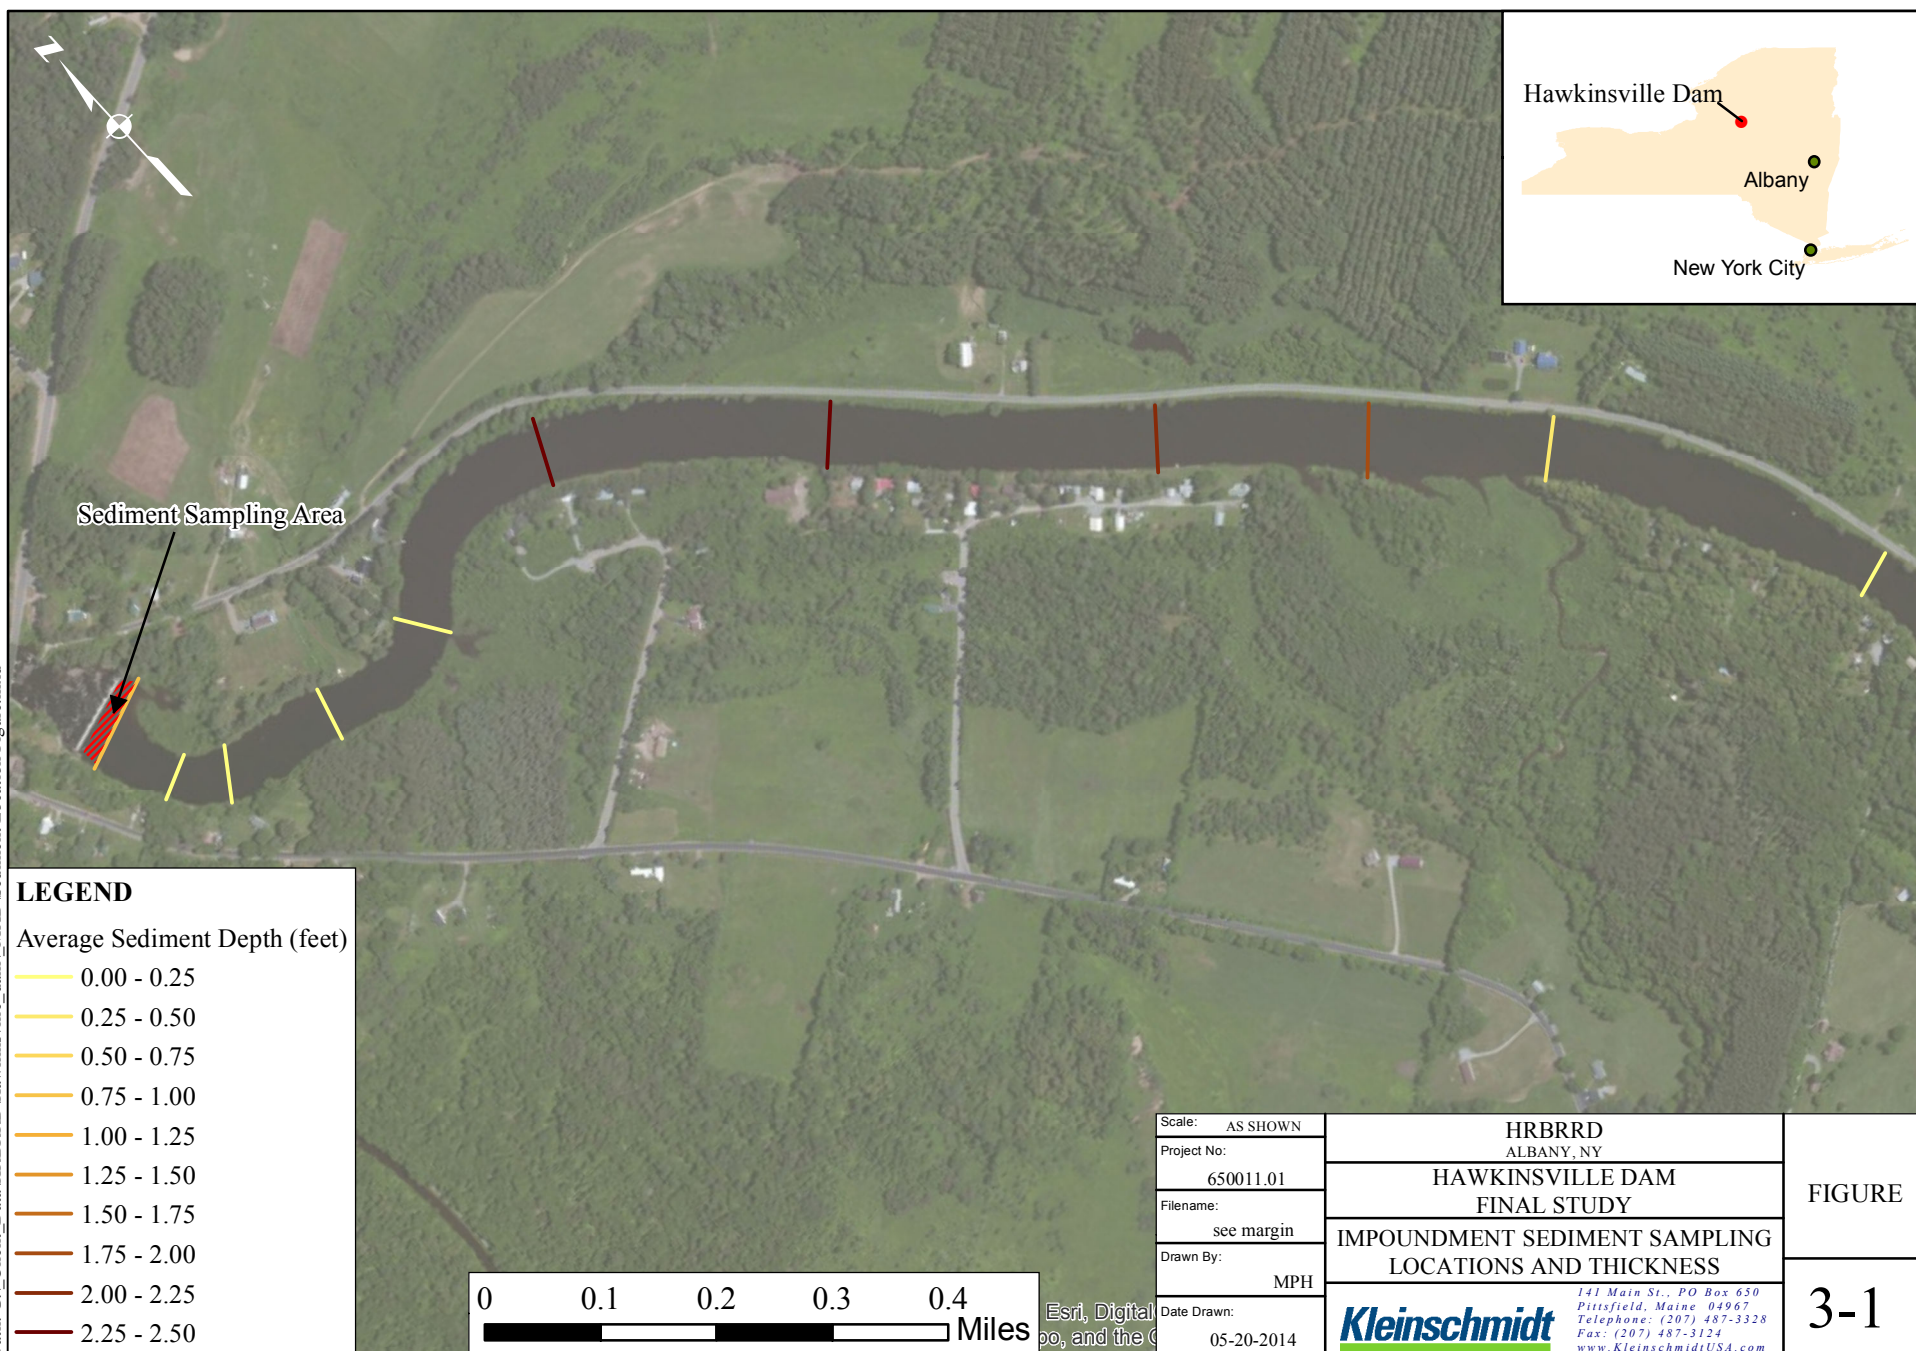 N
Hawkinsville Dam
Albany
New York City
Sediment Sampling Area
LEGEND
Average Sediment Depth (feet)
0.00 - 0.25
0.25 - 0.50
0.50 - 0.75
0.75 - 1.00
1.00 - 1.25
1.25 - 1.50
1.50 - 1.75
1.75 - 2.00
2.00 - 2.25
2.25 - 2.50
0 0.1 0.2 0.3 0.4
Miles
Esri, Digital
and the
Scale: AS SHOWN
Project No:
650011.01
Filename:
see margin
Drawn By:
MPH
Date Drawn:
05-20-2014
HRBRRD
ALBANY, NY
HAWKINSVILLE DAM
FINAL STUDY
IMPOUNDMENT SEDIMENT SAMPLING
LOCATIONS AND THICKNESS
Kleinschmidt
141 Main St., PO Box 650
Pittsfield, Maine 04967
Telephone: (207) 487-3328
Fax: (207) 487-3124
www.KleinschmidtUSA.com
FIGURE
3-1